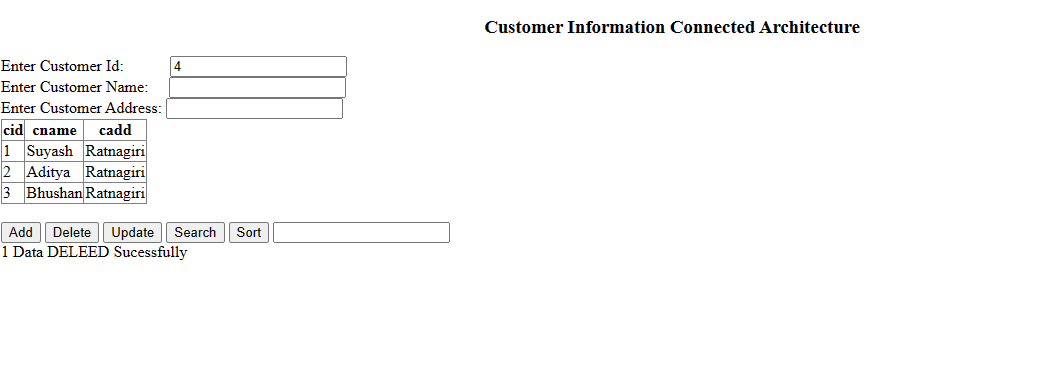 Customer Information Connected Architecture
Enter Customer Id: 4
Enter Customer Name:
Enter Customer Address:
cid cname cadd
1 Suyash Ratnagiri
2 Aditya Ratnagiri
3 Bhushan Ratnagiri
Add Delete Update Search Sort
1 Data DELEED Sucessfully